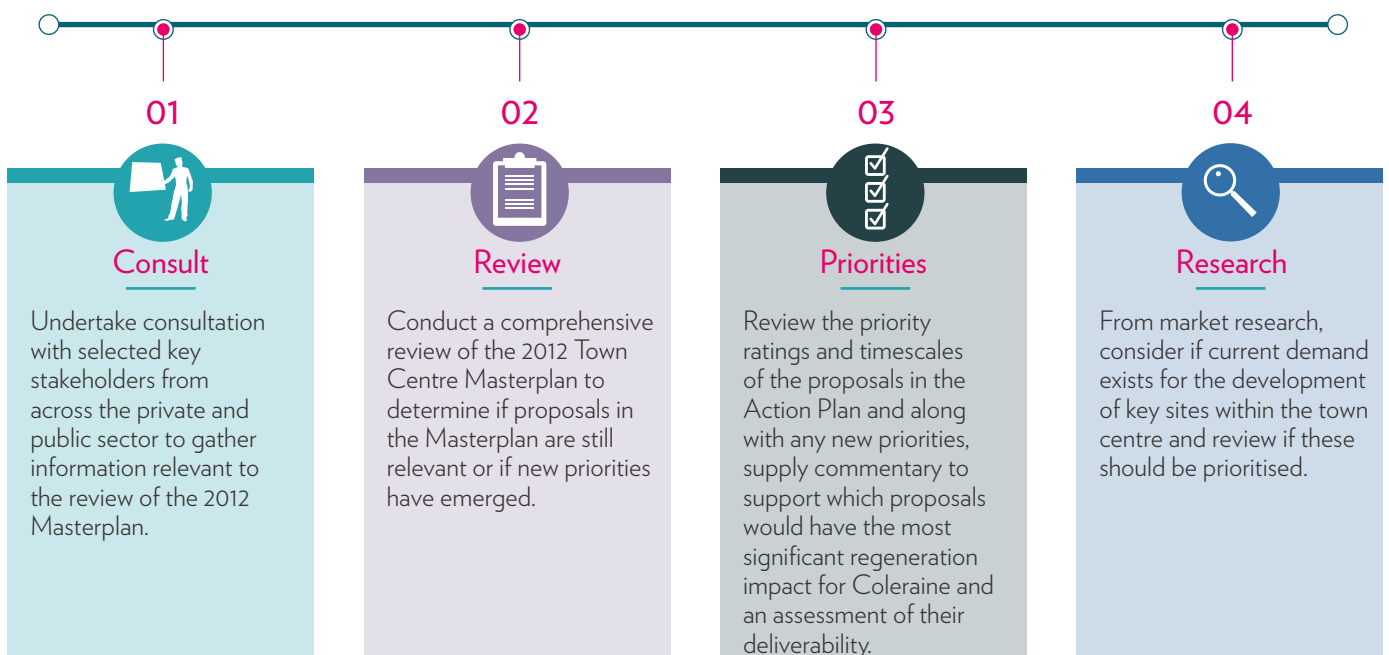 01
Consult
Undertake consultation
with selected key
stakeholders from
across the private and
public sector to gather
information relevant to
the review of the 2012
Masterplan.
02
Review
Conduct a comprehensive
review of the 2012 Town
Centre Masterplan to
determine if proposals in
the Masterplan are still
relevant or if new priorities
have emerged.
03
Priorities
Review the priority
ratings and timescales
of the proposals in the
Action Plan and along
with any new priorities,
supply commentary to
support which proposals
would have the most
significant regeneration
impact for Coleraine and
an assessment of their
deliverability.
04
Research
From market research,
consider if current demand
exists for the development
of key sites within the town
centre and review if these
should be prioritised.